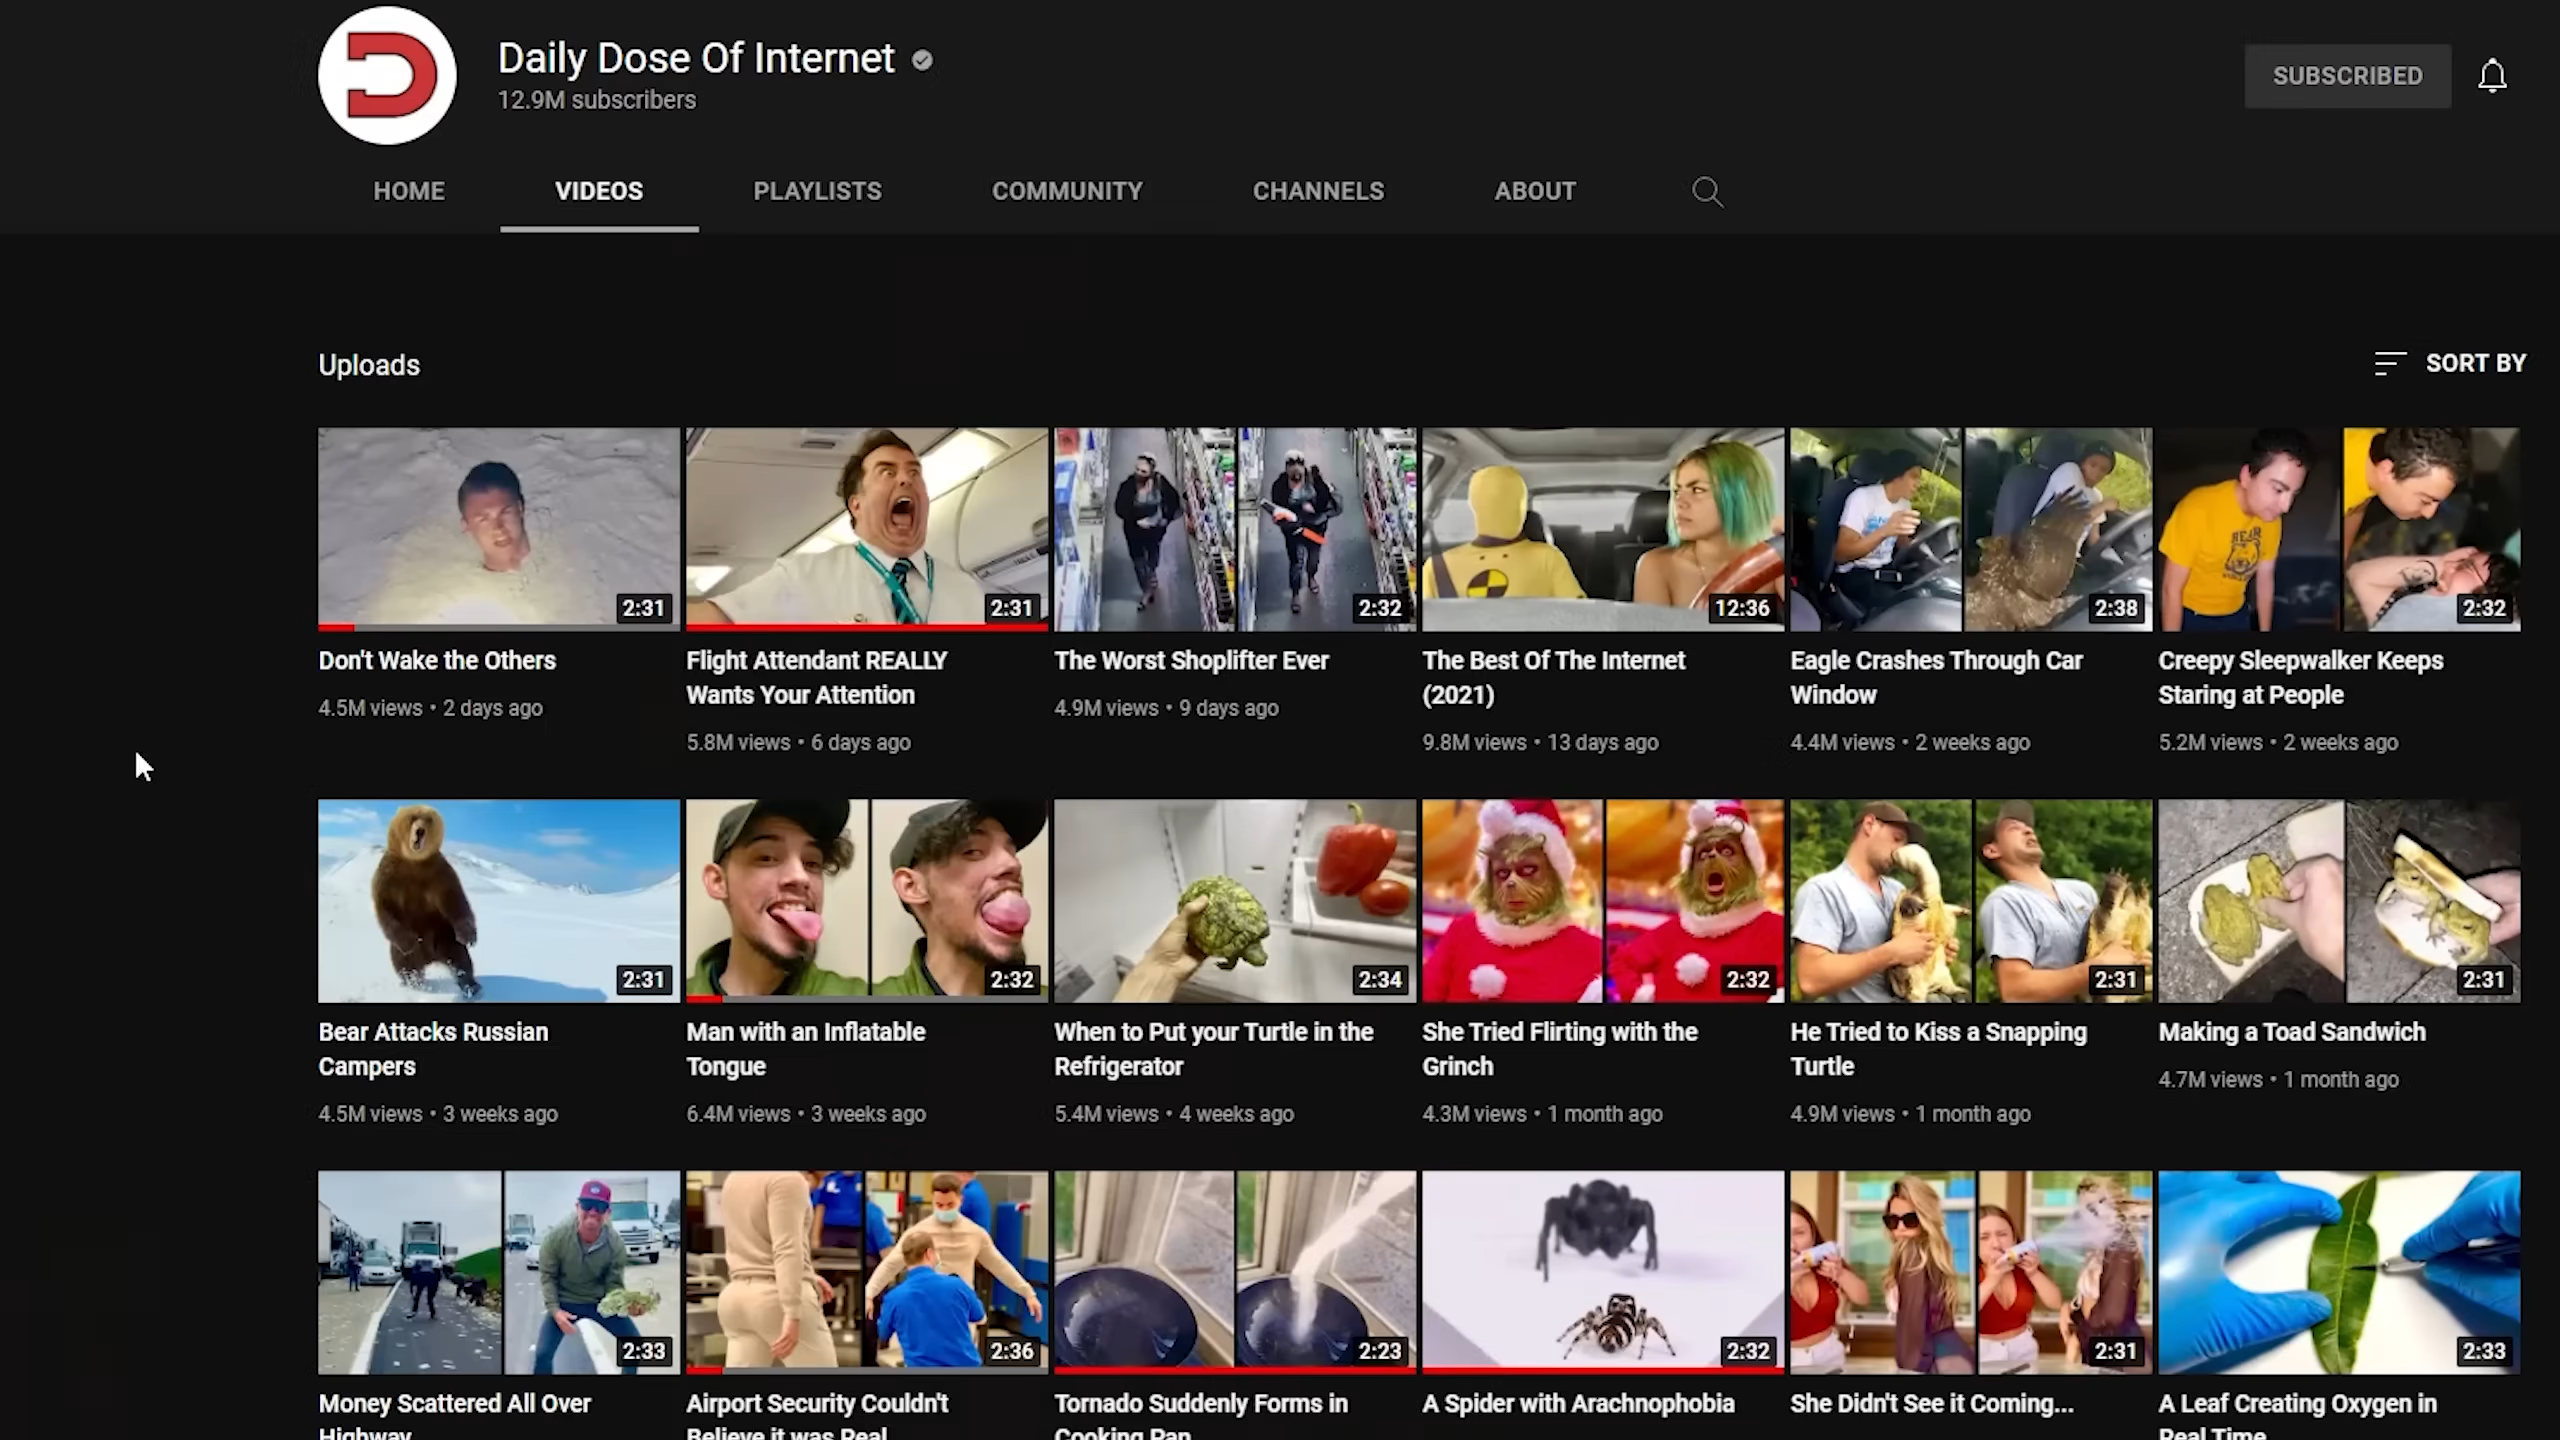 Daily Dose Of Internet
12.9M subscribers
SUBSCRIBED
HOME VIDEOS PLAYLISTS COMMUNITY CHANNELS ABOUT
Uploads
SORT BY
2:31
Don't Wake the Others
4.5M views • 2 days ago
2:31
Flight Attendant REALLY
Wants Your Attention
5.8M views • 6 days ago
2:32
The Worst Shoplifter Ever
4.9M views • 9 days ago
12:36
The Best Of The Internet
(2021)
9.8M views • 13 days ago
2:38
Eagle Crashes Through Car
Window
4.4M views • 2 weeks ago
BEAR
2:32
Creepy Sleepwalker Keeps
Staring at People
5.2M views • 2 weeks ago
2:31
Bear Attacks Russian
Campers
4.5M views • 3 weeks ago
2:32
Man with an Inflatable
Tongue
6.4M views • 3 weeks ago
2:34
When to Put your Turtle in the
Refrigerator
5.4M views • 4 weeks ago
2:32
She Tried Flirting with the
Grinch
4.3M views • 1 month ago
2:31
He Tried to Kiss a Snapping
Turtle
4.9M views • 1 month ago
2:31
Making a Toad Sandwich
4.7M views • 1 month ago
2:33
Money Scattered All Over
Highway
2:36
Airport Security Couldn't
Believe it was Real
2:23
Tornado Suddenly Forms in
Cooking Pan
2:32
A Spider with Arachnophobia
2:31
She Didn't See it Coming...
2:33
A Leaf Creating Oxygen in
Real Time